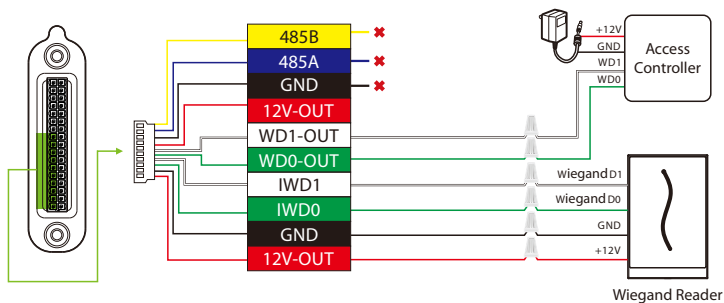 485B
485A
GND
12V-OUT
WD1-OUT
WD0-OUT
IWD1
IWD0
GND
12V-OUT
+12V
GND
WD1
WD0
Access
Controller
Wiegand D1
Wiegand D0
GND
+12V
Wiegand Reader